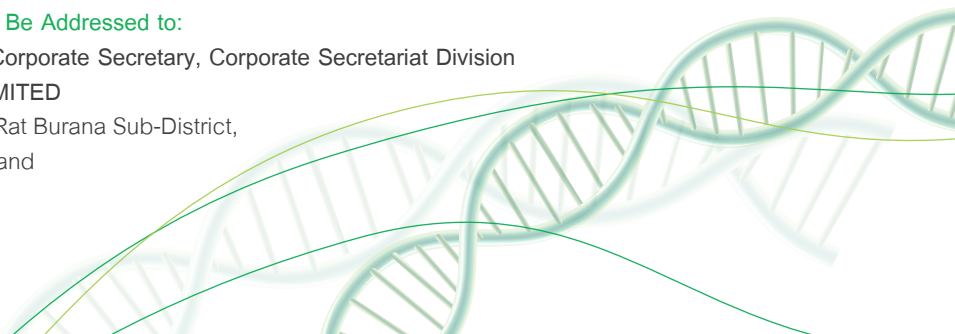 Be Addressed to:
Corporate Secretary, Corporate Secretariat Division
MITED
Rat Burana Sub-District,
and